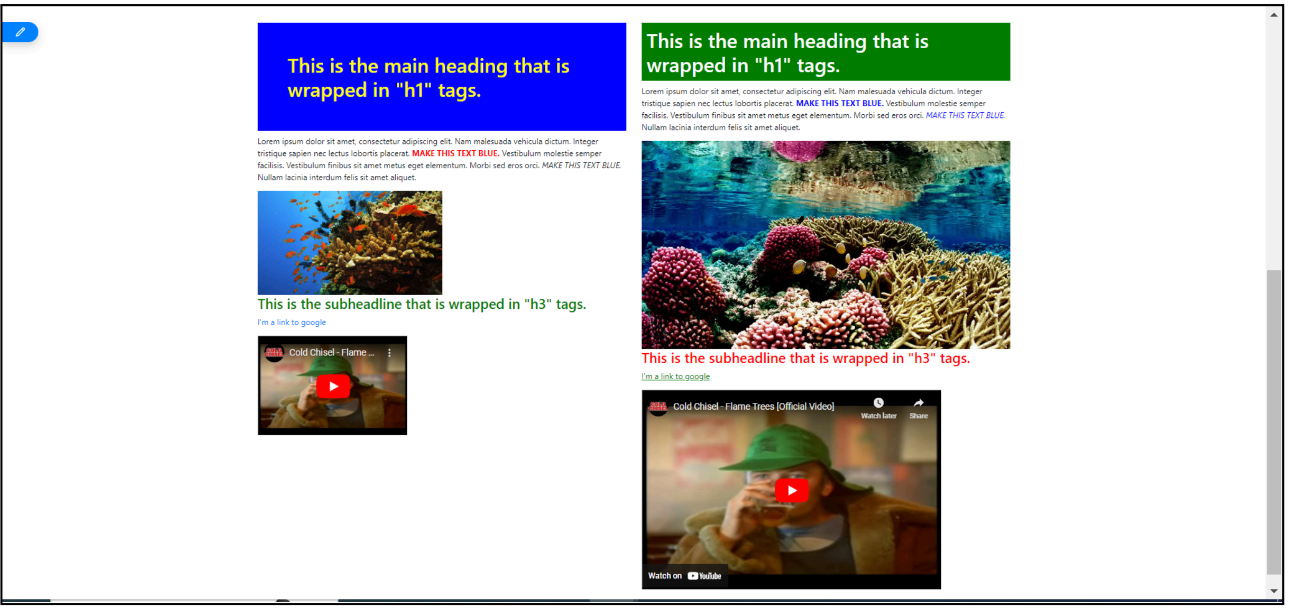 This is the main heading that is
wrapped in "h1" tags.
Lorem ipsum dolor sit amet, consectetur adipiscing elit. Nam malesuada vehicula dictum. Integer
tristique sapien nec lectus lobortis placerat. MAKE THIS TEXT BLUE. Vestibulum molestie semper
facilisis. Vestibulum finibus sit amet metus eget elementum. Morbi sed eros orci. MAKE THIS TEXT BLUE.
Nullam lacinia interdum felis sit amet aliquet.
This is the subheadline that is wrapped in "h3" tags.
I'm a link to google
Cold Chisel - Flame ...
This is the main heading that is
wrapped in "h1" tags.
Lorem ipsum dolor sit amet, consectetur adipiscing elit. Nam malesuada vehicula dictum. Integer
tristique sapien nec lectus lobortis placerat. MAKE THIS TEXT BLUE. Vestibulum molestie semper
facilisis. Vestibulum finibus sit amet metus eget elementum. Morbi sed eros orci. MAKE THIS TEXT BLUE.
Nullam lacinia interdum felis sit amet aliquet.
This is the subheadline that is wrapped in "h3" tags.
I'm a link to google
Cold Chisel - Flame Trees [Official Video]
Watch later Share
Watch on YouTube